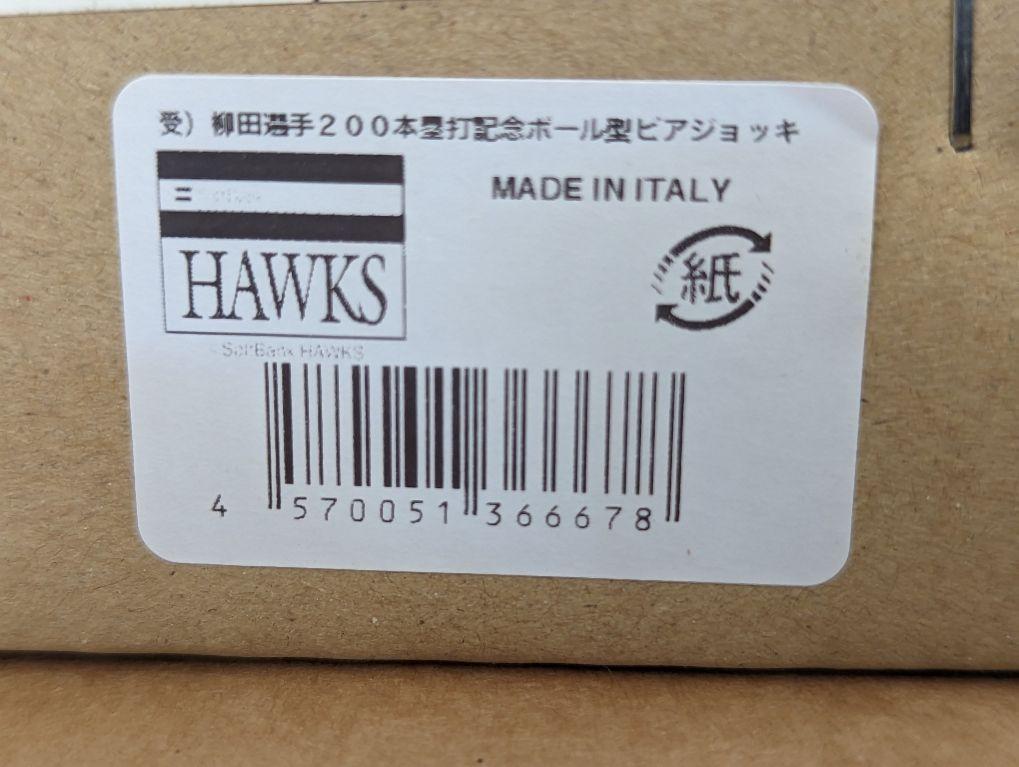 受）柳田選手２００本塁打記念ボール型ビアジョッキ
MADE IN ITALY
HAWKS
紙
SoftBank HAWKS
4 570051 366678